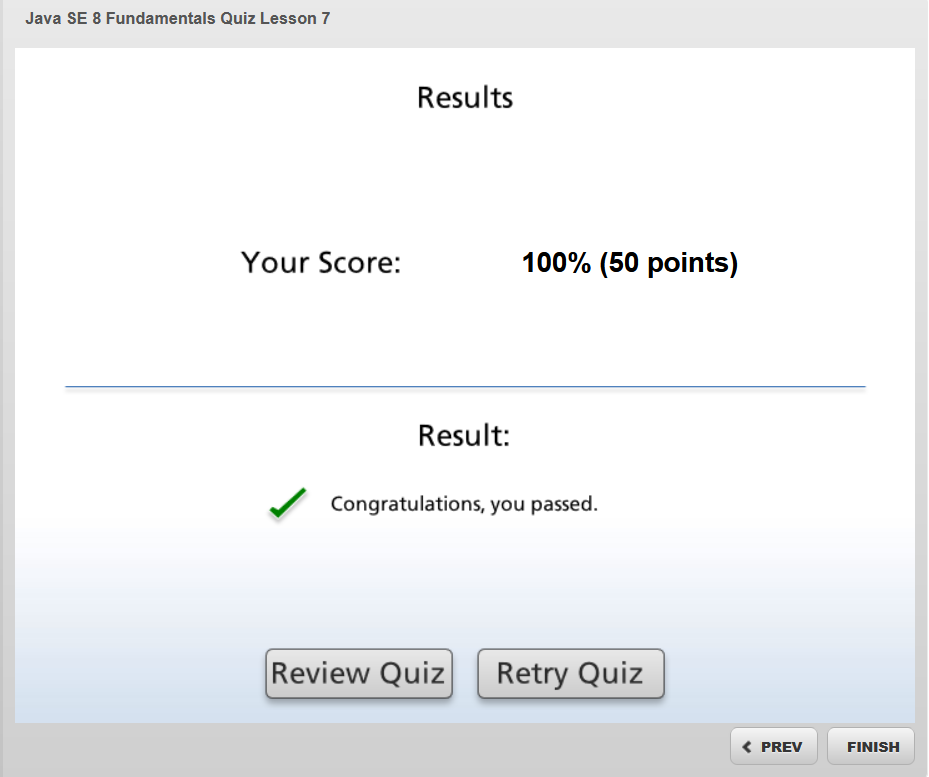 Java SE 8 Fundamentals Quiz Lesson 7
Results
Your Score: 100% (50 points)
Result:
Congratulations, you passed.
Review Quiz Retry Quiz
PREV FINISH